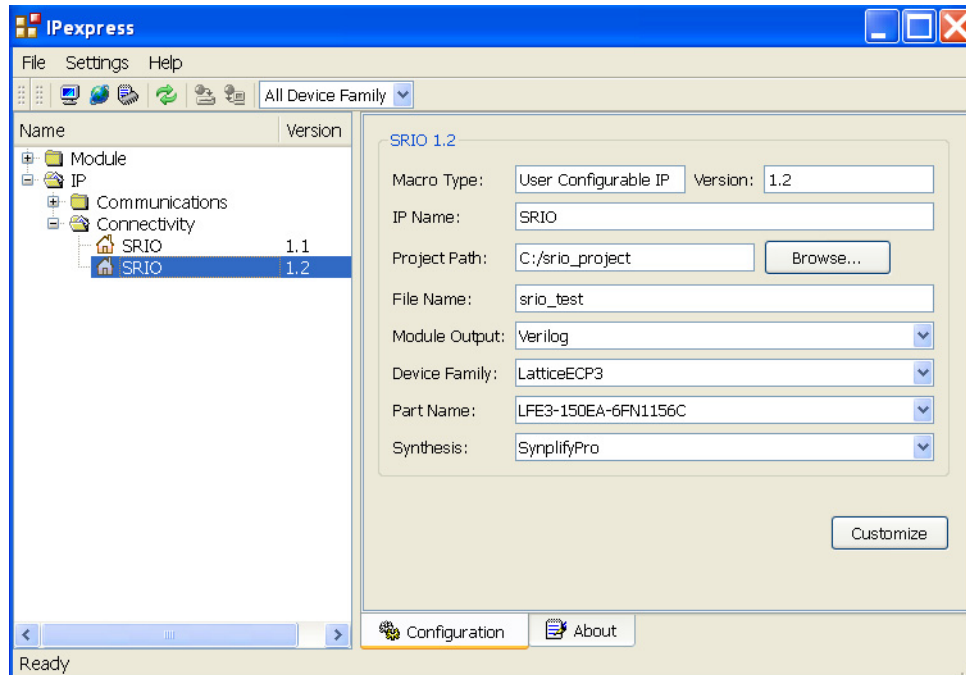 IPexpress
File Settings Help
All Device Family
Name Version
Module
IP
Communications
Connectivity
SRIO 1.1
SRIO 1.2
SRIO 1.2
Macro Type: User Configurable IP Version: 1.2
IP Name: SRIO
Project Path: C:/srio_project Browse...
File Name: srio_test
Module Output: Verilog
Device Family: LatticeECP3
Part Name: LFE3-150EA-6FN1156C
Synthesis: SynplifyPro
Customize
Configuration About
Ready